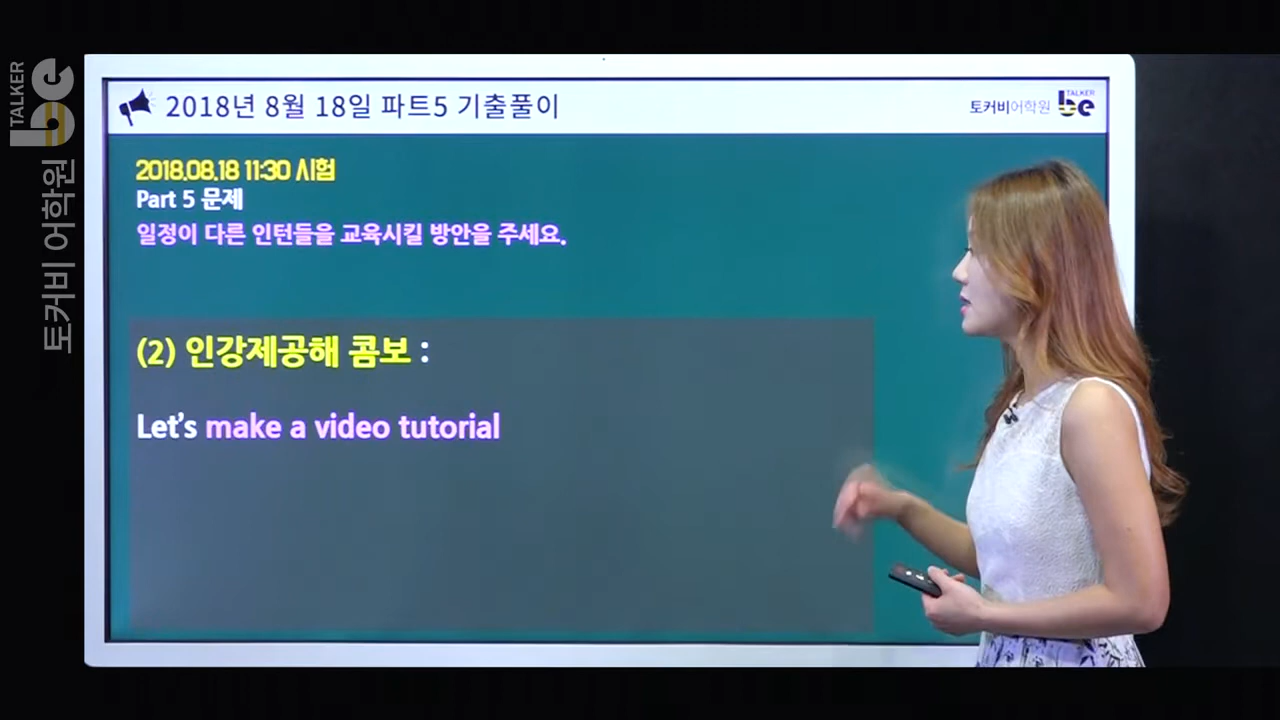 TALKER
be
토커비 어학원
2018년 8월 18일 파트5 기출풀이
토커비어학원
TALKER
be
2018.08.18 11:30 시험
Part 5 문제
일정이 다른 인턴들을 교육시킬 방안을 주세요.
(2) 인강제공해 콤보 :
Let's make a video tutorial